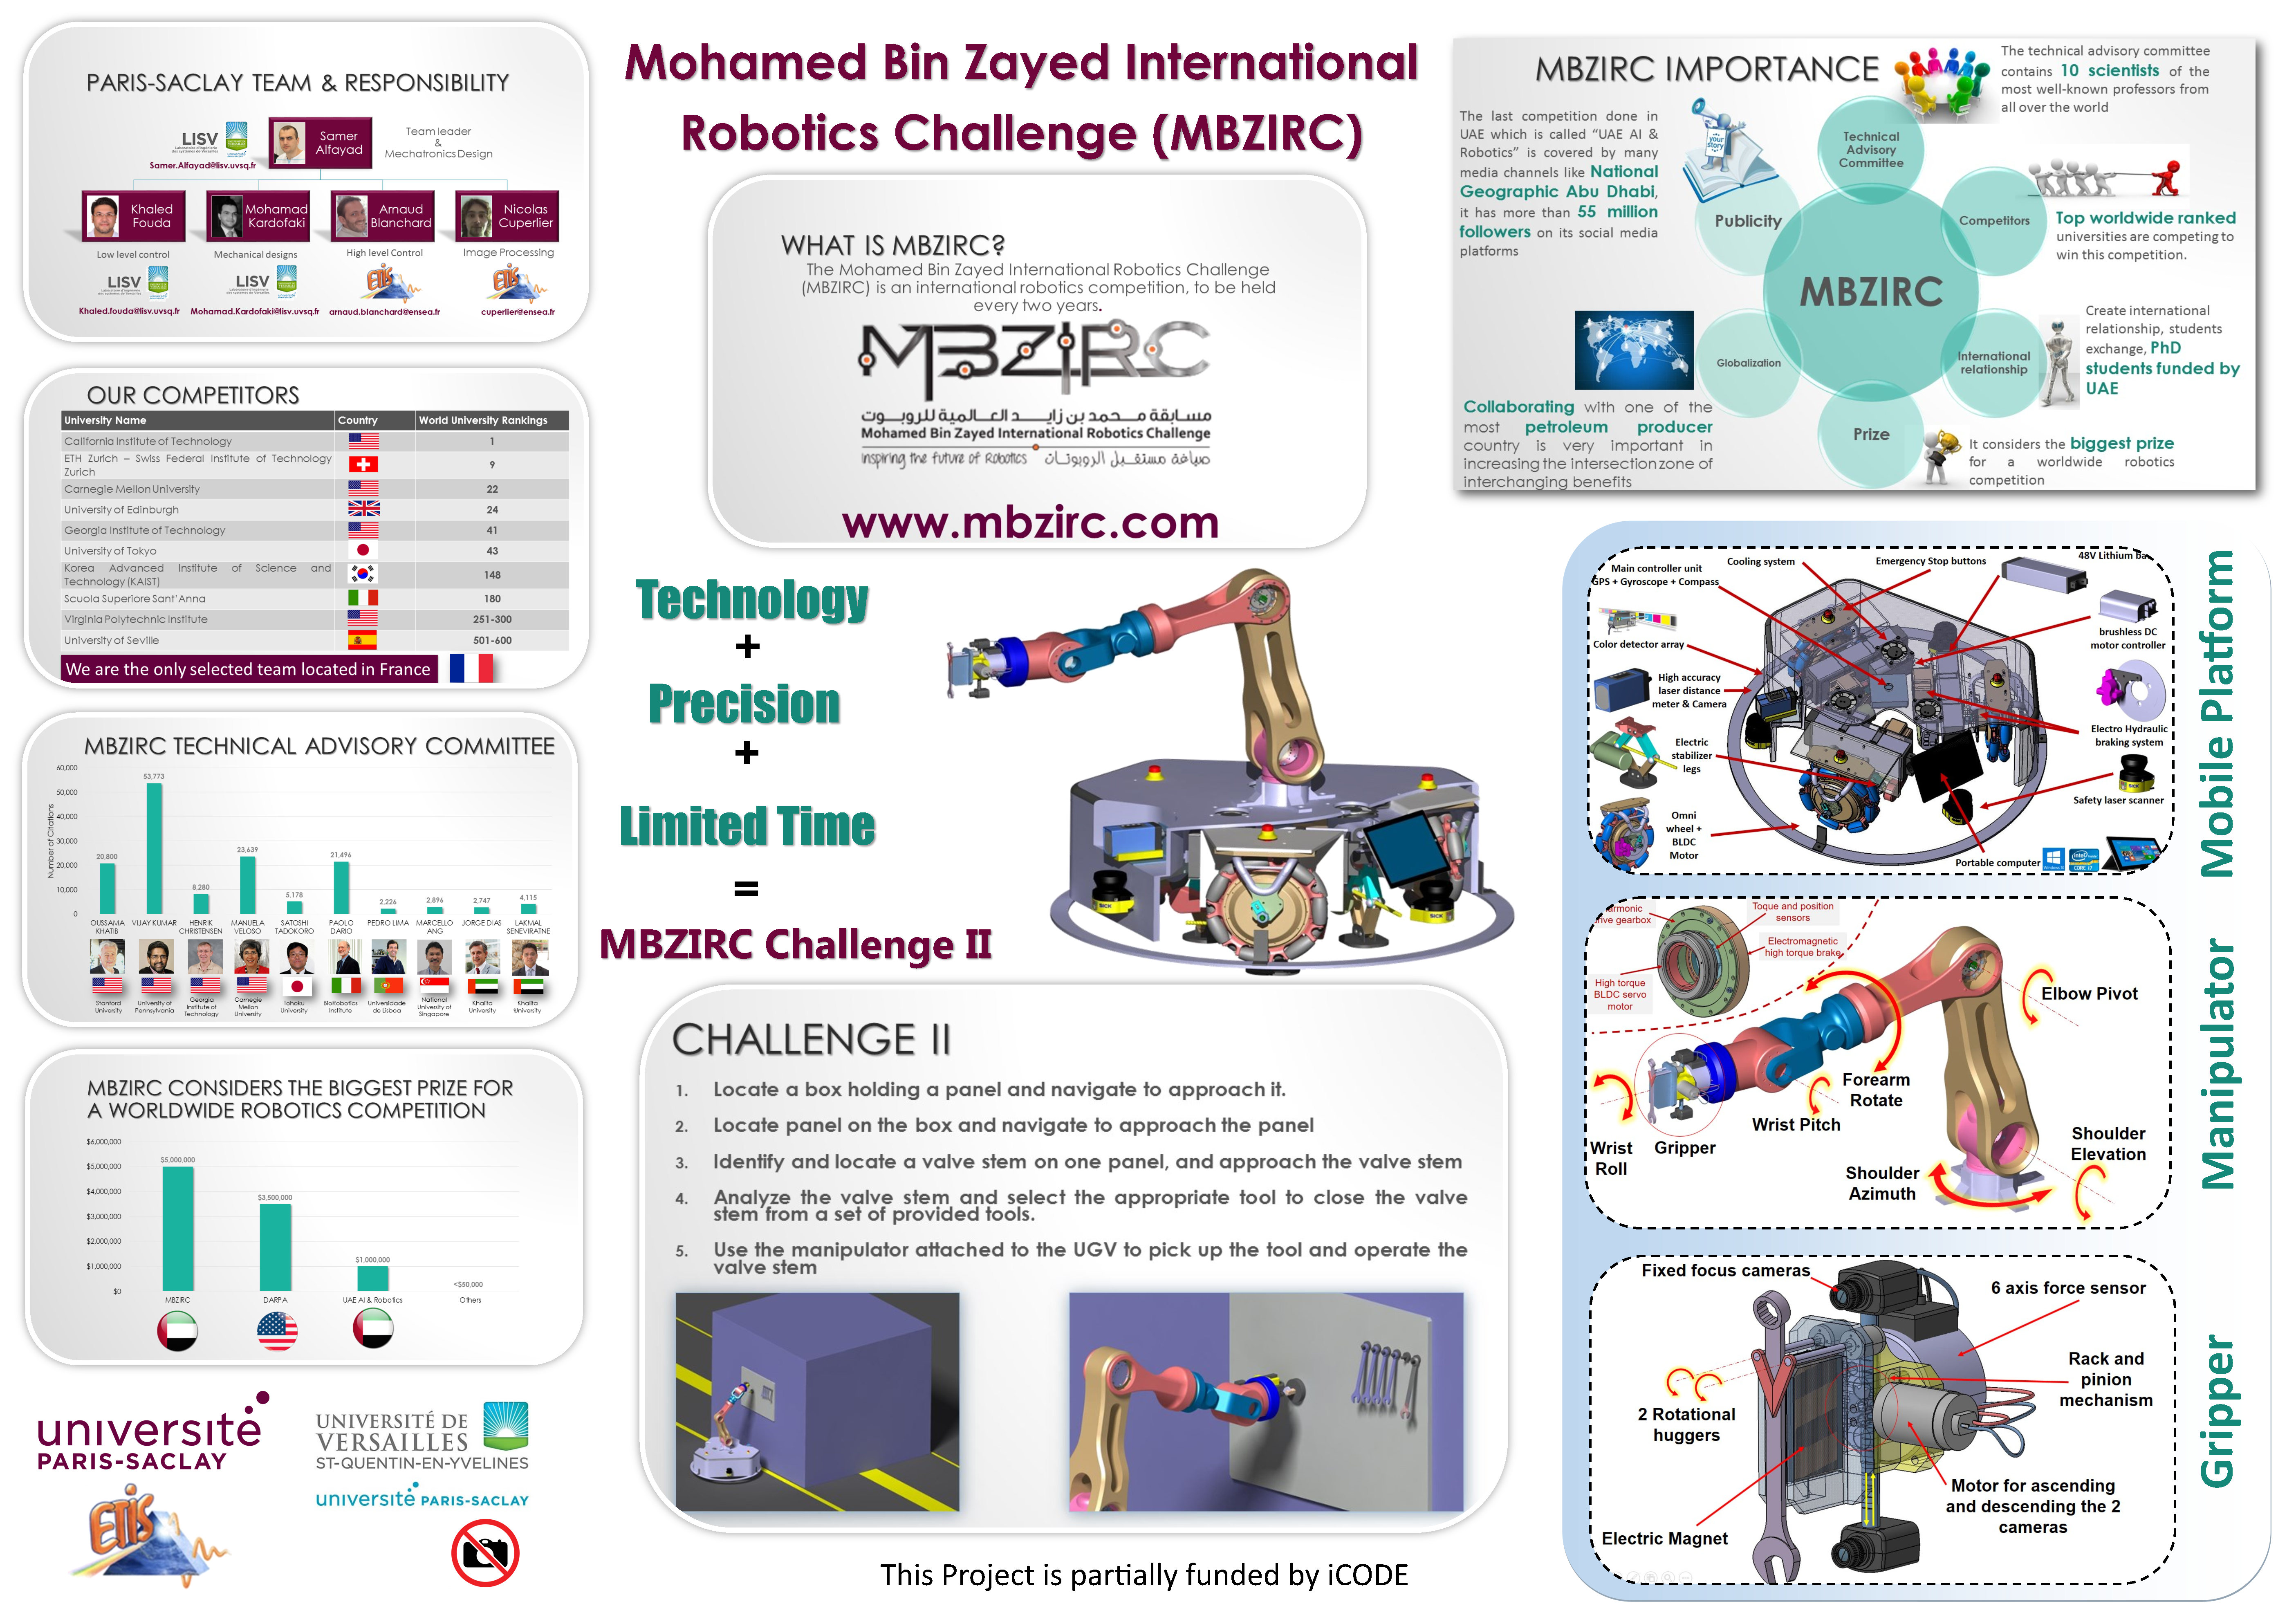 Mohamed Bin Zayed International
Robotics Challenge (MBZIRC)
PARIS-SACLAY TEAM & RESPONSIBILITY
LISV
Samer.Alfayad@lisv.uvsq.fr
Samer
Alfayad
Team leader
&
Mechatronics Design
Khaled
Fouda
Mohamad
Kardofaki
Arnaud
Blanchard
Nicolas
Cuperlier
Low level control
Mechanical designs
High level Control
Image Processing
LISV
LISV
ETIS
ETIS
Khaled.fouda@lisv.uvsq.fr
Mohamad.Kardofaki@lisv.uvsq.fr
arnaud.blanchard@ensea.fr
cuperlier@ensea.fr
OUR COMPETITORS
University Name Country World University Rankings
California Institute of Technology 1
ETH Zurich – Swiss Federal Institute of Technology
Zurich 9
Carnegie Mellon University 22
University of Edinburgh 24
Georgia Institute of Technology 41
University of Tokyo 43
Korea Advanced Institute of Science and
Technology (KAIST) 148
Scuola Superiore Sant'Anna 180
Virginia Polytechnic Institute 251-300
University of Seville 501-600
We are the only selected team located in France
MBZIRC TECHNICAL ADVISORY COMMITTEE
Number of Citations
60,000
50,000
40,000
30,000
20,000
10,000
0
20,800
53,773
8,280
23,639
5,178
21,496
2,226
2,896
2,747
4,115
OUSSAMA
KHATIB
VIJAY KUMAR
HENRIK
CHRISTENSEN
MANUELA
VELOSO
SATOSHI
TADOKORO
PAOLO
DARIO
PEDRO LIMA
MARCELLO
ANG
JORGE DIAS
LAKMAL
SENEVIRATNE
Stanford
University
University of
Pennsylvania
Georgia
Institute of
Technology
Carnegie
Mellon
University
Tohoku
University
BioRobotics
Institute
Universidade
de Lisboa
National
University of
Singapore
Khalifa
University
Khalifa
University
MBZIRC CONSIDERS THE BIGGEST PRIZE FOR
A WORLDWIDE ROBOTICS COMPETITION
$6,000,000
$5,000,000
$4,000,000
$3,000,000
$2,000,000
$1,000,000
$0
$5,000,000
$3,500,000
$1,000,000
<$50,000
MBZIRC
DARPA
UAE AI & Robotics
Others
université
PARIS-SACLAY
UNIVERSITÉ DE
VERSAILLES
ST-QUENTIN-EN-YVELINES
université PARIS-SACLAY
ETIS
WHAT IS MBZIRC?
The Mohamed Bin Zayed International Robotics Challenge
(MBZIRC) is an international robotics competition, to be held
every two years.
MBZIRC
مسابقة محمد بن زايد العالمية للروبوت
Mohamed Bin Zayed International Robotics Challenge
Inspiring the future of Robotics صياغة مستقبل الروبوتات
www.mbzirc.com
Technology
+
Precision
+
Limited Time
=
MBZIRC Challenge II
SICK
SICK
CHALLENGE II
1. Locate a box holding a panel and navigate to approach it.
2. Locate panel on the box and navigate to approach the panel
3. Identify and locate a valve stem on one panel, and approach the valve stem
4. Analyze the valve stem and select the appropriate tool to close the valve
stem from a set of provided tools.
5. Use the manipulator attached to the UGV to pick up the tool and operate the
valve stem
This Project is partially funded by iCODE
MBZIRC IMPORTANCE
The technical advisory committee
contains 10 scientists of the
most well-known professors from
all over the world
The last competition done in
UAE which is called "UAE AI &
Robotics" is covered by many
media channels like National
Geographic Abu Dhabi,
it has more than 55 million
followers on its social media
platforms
your
story
Technical
Advisory
Committee
Publicity
Competitors
MBZIRC
Globalization
International
relationship
Prize
Top worldwide ranked
universities are competing to
win this competition.
Create international
relationship, students
exchange, PhD
students funded by
UAE
Collaborating with one of the
most petroleum producer
country is very important in
increasing the intersection zone of
interchanging benefits
It considers the biggest prize
for a worldwide robotics
competition
Mobile Platform
Main controller unit
GPS + Gyroscope + Compass
Cooling system
Emergency Stop buttons
48V Lithium ba
Color detector array
brushless DC
motor controller
High accuracy
laser distance
meter & Camera
Electro Hydraulic
braking system
Electric
stabilizer
legs
Safety laser scanner
Omni
wheel +
BLDC
Motor
Portable computer
Manipulator
armonic
ive gearbox
Toque and position
sensors
Electromagnetic
high torque brake
High torque
BLDC servo
motor
Elbow Pivot
Forearm
Rotate
Wrist Pitch
Wrist
Roll
Gripper
Shoulder
Elevation
Shoulder
Azimuth
Gripper
Fixed focus cameras
6 axis force sensor
Rack and
pinion
mechanism
2 Rotational
huggers
Motor for ascending
and descending the 2
cameras
Electric Magnet